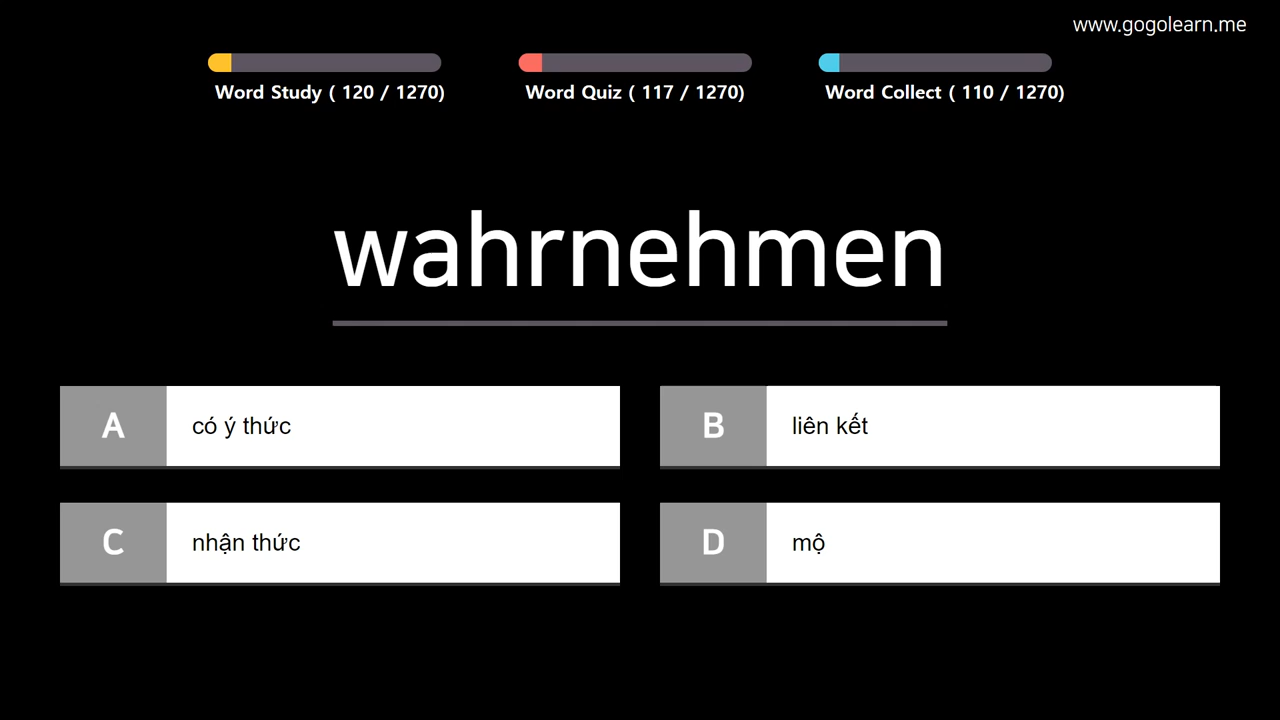 www.gogolearn.me
Word Study ( 120 / 1270)
Word Quiz ( 117 / 1270)
Word Collect ( 110 / 1270)
wahrnehmen
A có ý thức
B liên kết
C nhận thức
D mộ